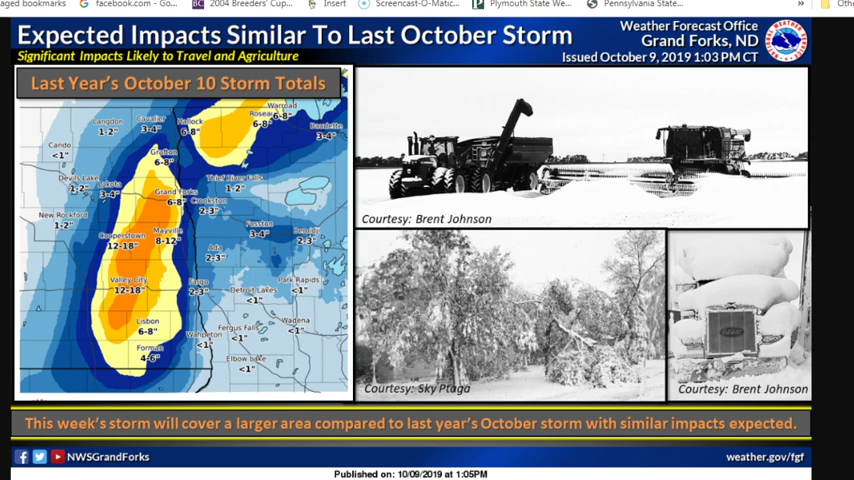 aged bookmarks
facebook.com - Go...
2004 Breeders' Cup...
Insert
Screencast-O-Matic...
Plymouth State We...
Pennsylvania State...
»
Othe
Expected Impacts Similar To Last October Storm
Significant Impacts Likely to Travel and Agriculture
Weather Forecast Office
Grand Forks, ND
Issued October 9, 2019 1:03 PM CT
Last Year's October 10 Storm Totals
Langdon
1-2"
Cavalier
3-4"
Hallock
6-8"
Roseau
6-8"
Warroad
6-8"
Baudette
3-4"
Cando
<1"
Grafton
6-8"
Devils Lake
1-2"
Lakota
3-4"
Grand Forks
6-8"
Thief River Falls
1-2"
Crookston
2-3"
New Rockford
1-2"
Cooperstown
12-18"
Mayville
8-12"
Fosston
3-4"
Bemidji
2-3"
Ada
2-3"
Valley City
12-18"
Fargo
2-3"
Detroit Lakes
<1"
Park Rapids
<1"
Lisbon
6-8"
Wahpeton
<1"
Fergus Falls
<1"
Wadena
<1"
Forman
4-6"
Elbow Lake
<1"
Courtesy: Brent Johnson
Courtesy: Sky Ptaga
Courtesy: Brent Johnson
This week's storm will cover a larger area compared to last year's October storm with similar impacts expected.
NWSGrandForks
weather.gov/fgf
Published on: 10/09/2019 at 1:05PM